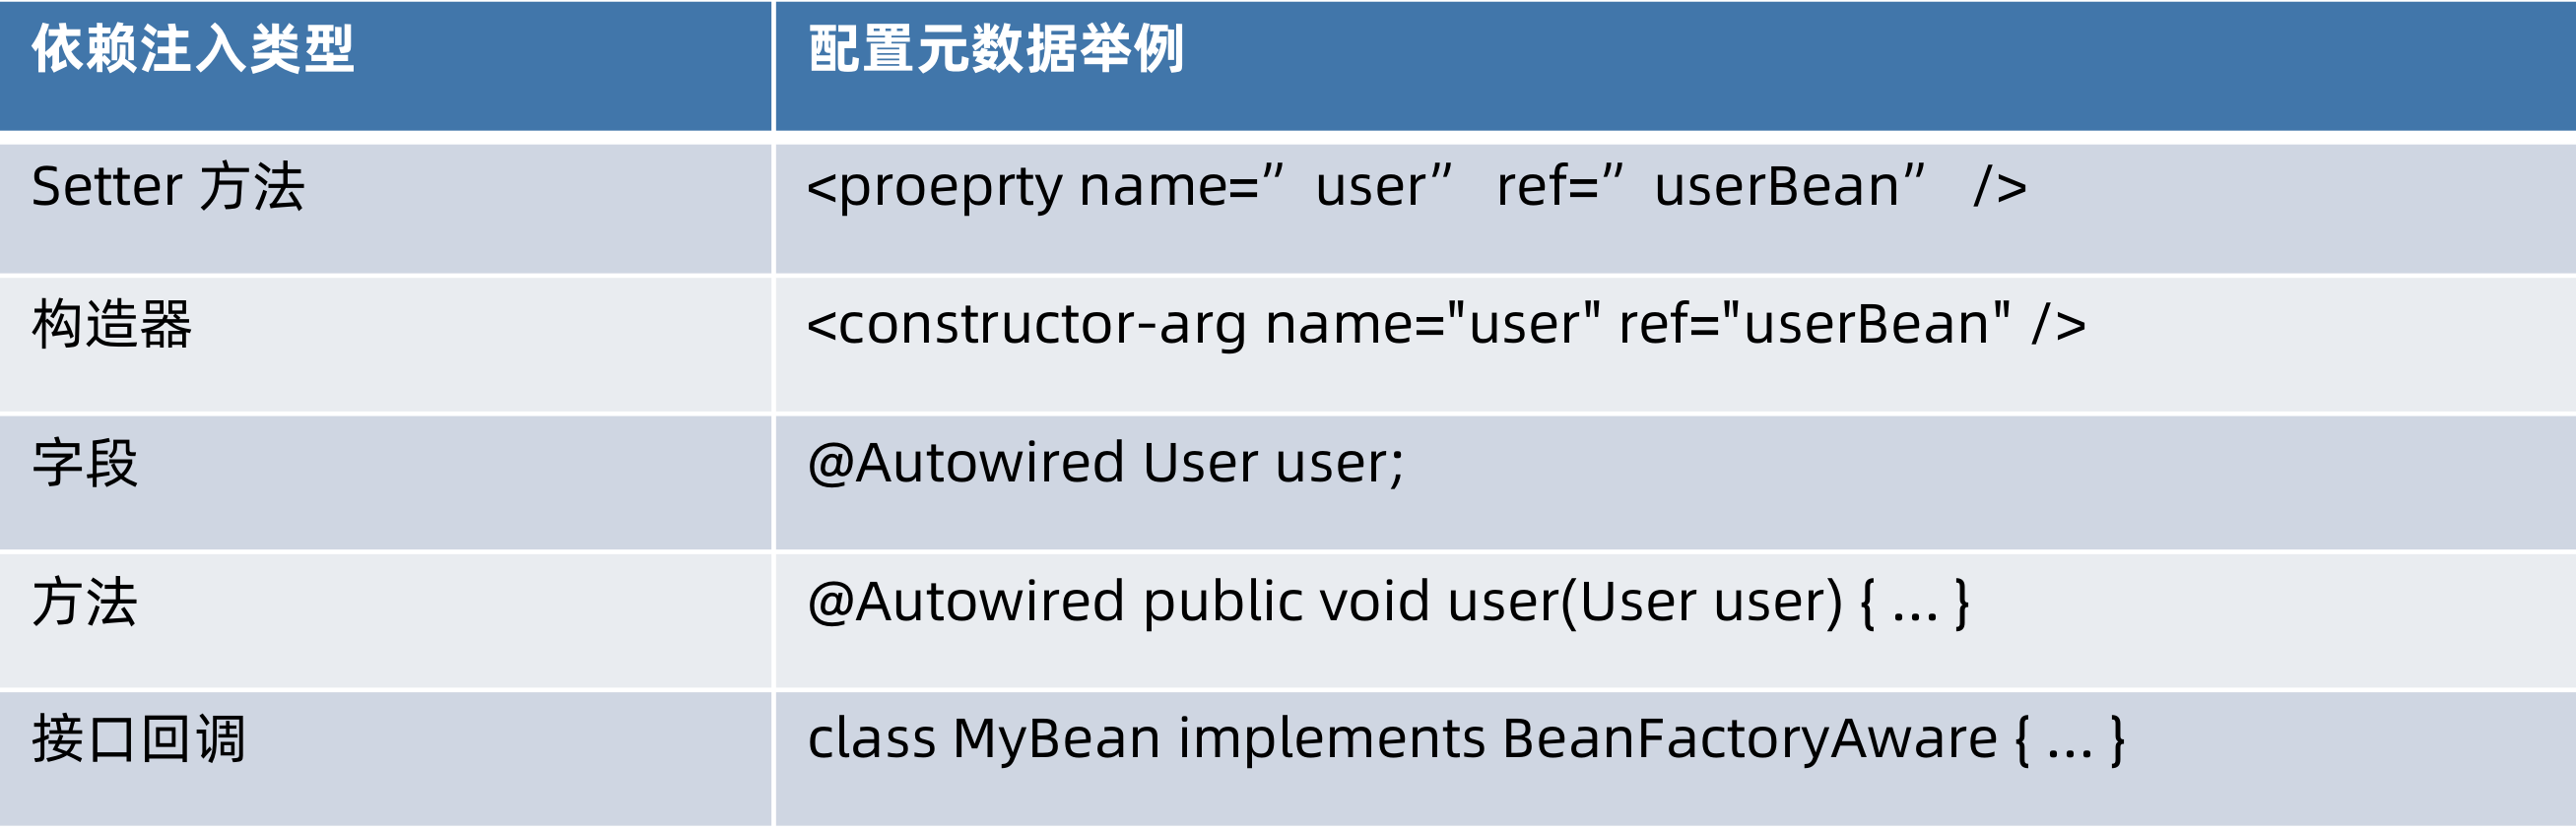 依赖注入类型
配置元数据举例
Setter 方法
<proeprty name=” user” ref=” userBean” />
构造器
<constructor-arg name="user" ref="userBean" />
字段
@Autowired User user;
方法
@Autowired public void user(User user) { ... }
接口回调
class MyBean implements BeanFactoryAware { ... }